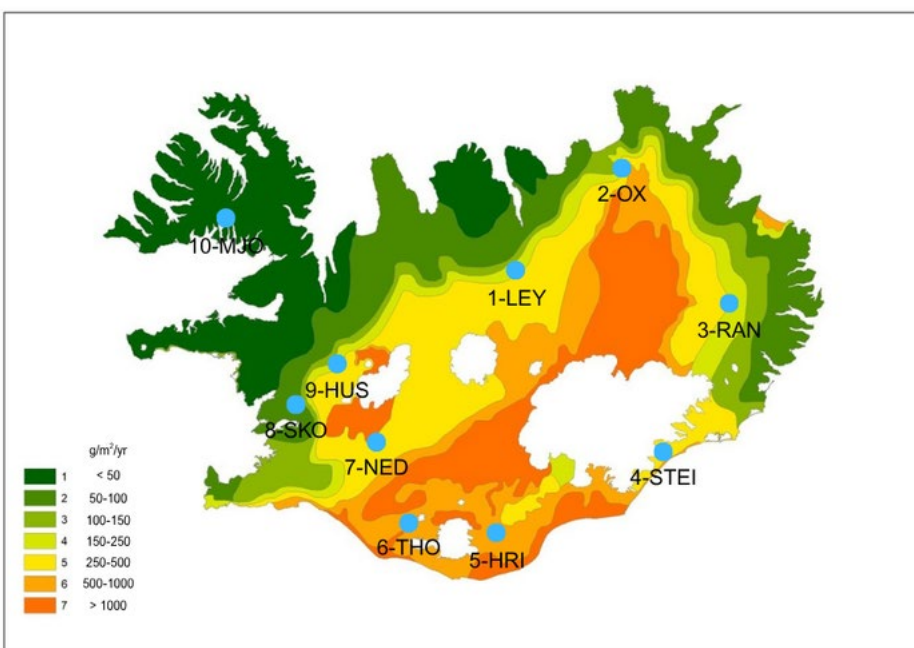 2-OX
10-MJO
1-LEY
3-RAN
9-HUS
8-SKO
7-NED
4-STEI
6-THO
5-HRI
g/m²/yr
1 < 50
2 50-100
3 100-150
4 150-250
5 250-500
6 500-1000
7 > 1000